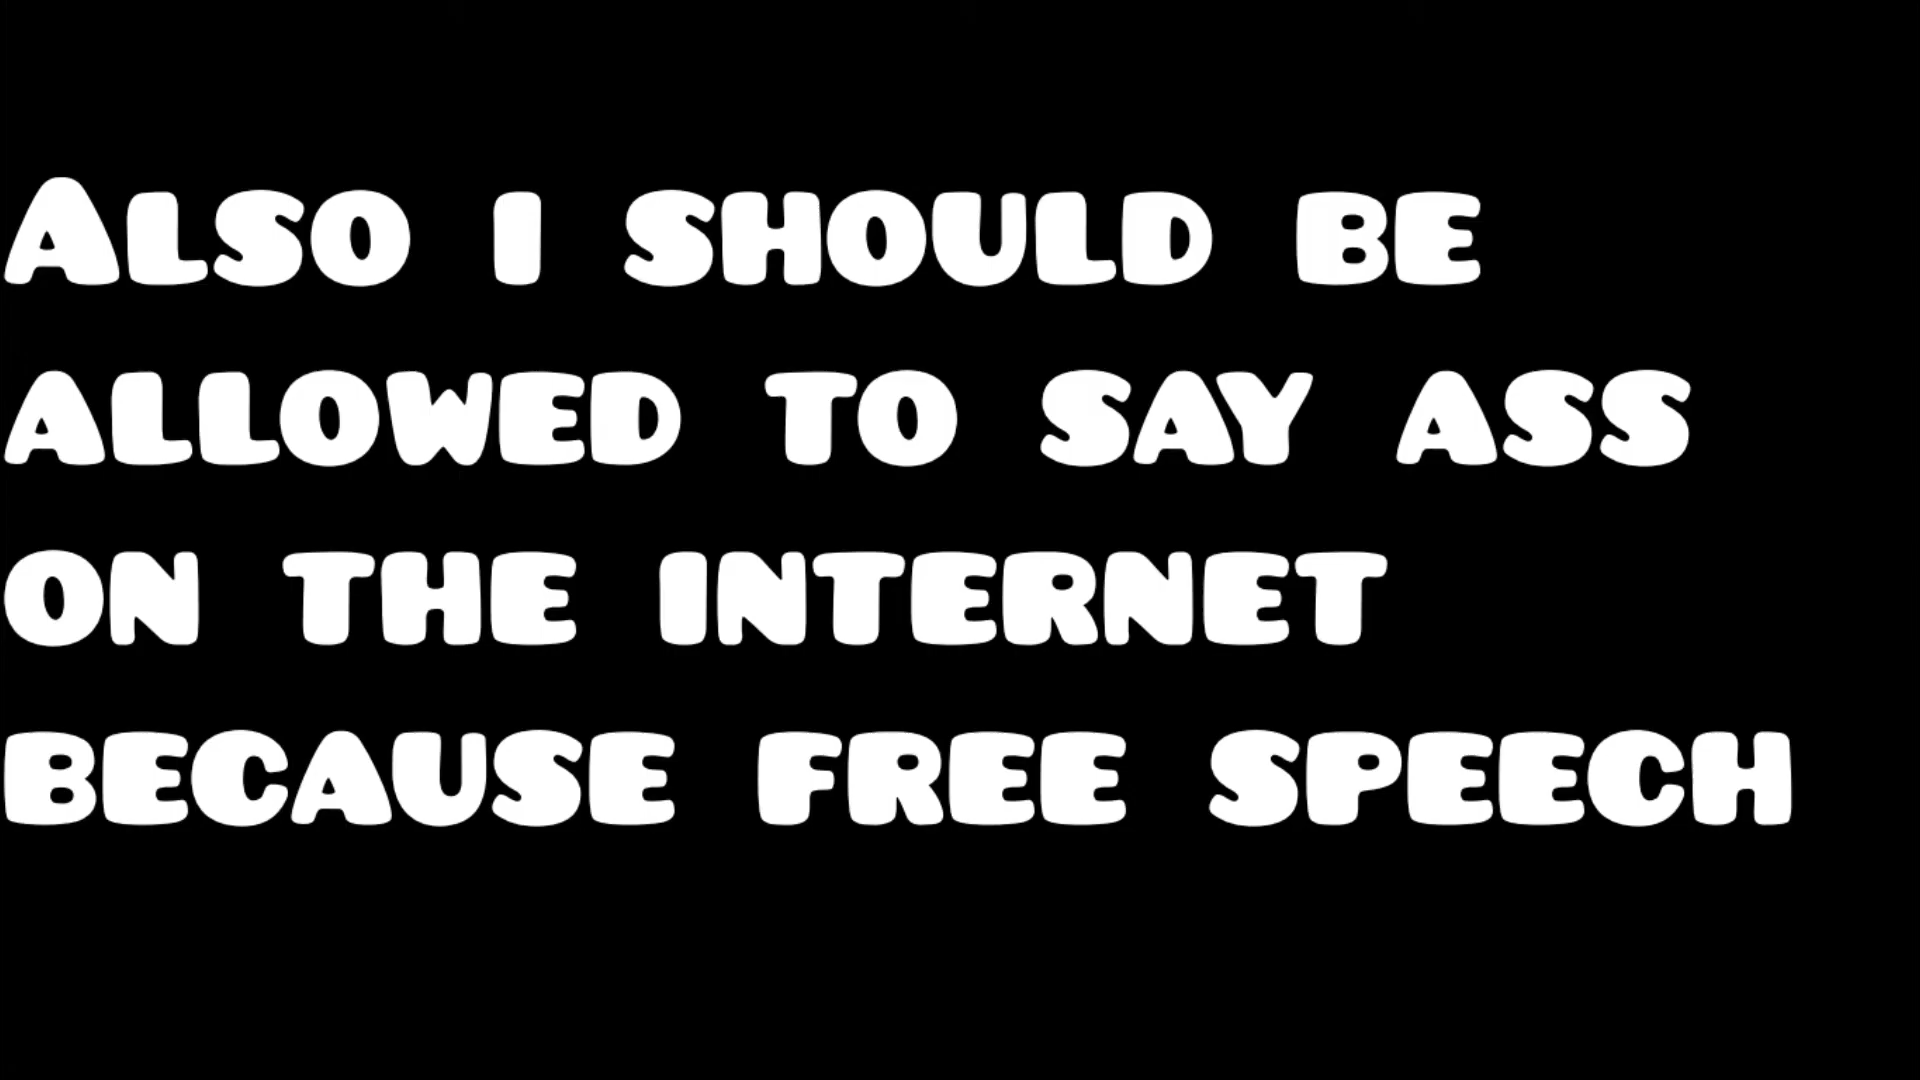 Also i should be
allowed to say ass
on the internet
because free speech